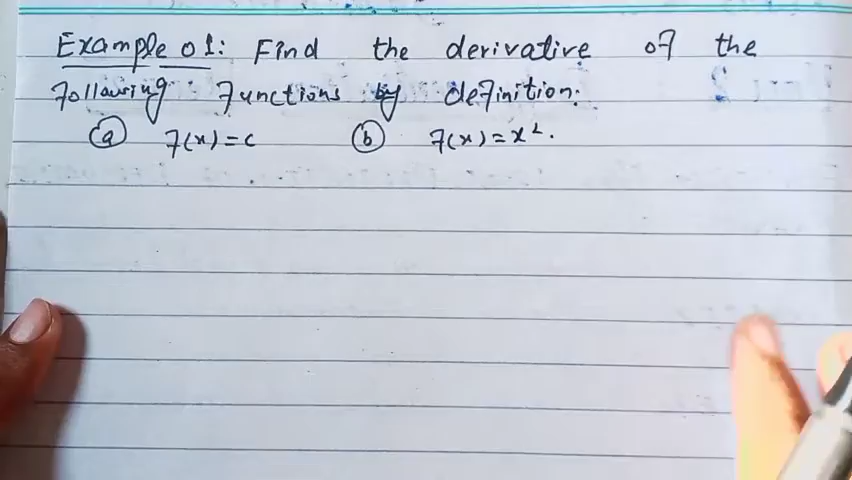 Example 01: Find the derivative of the
following functions by definition:
(a) f(x) = c (b) f(x) = x².